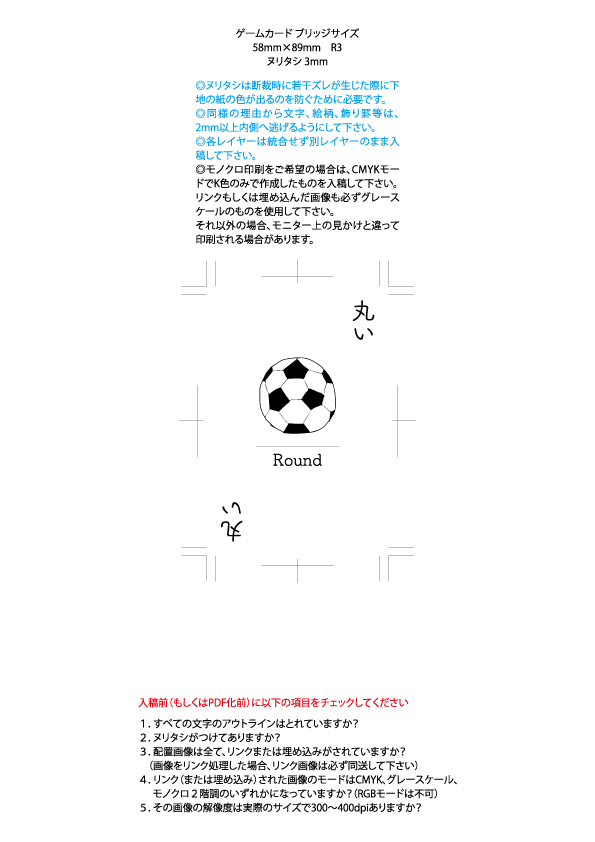 ゲームカード ブリッジサイズ
58mm×89mm　R3
ヌリタシ 3mm
◎ヌリタシは断裁時に若干ズレが生じた際に下
地の紙の色が出るのを防ぐために必要です。
◎同様の理由から文字、絵柄、飾り罫等は、
2mm以上内側へ逃げるようにして下さい。
◎各レイヤーは統合せず別レイヤーのまま入
稿して下さい。
◎モノクロ印刷をご希望の場合は、CMYKモー
ドでK色のみで作成したものを入稿して下さい。
リンクもしくは埋め込んだ画像も必ずグレース
ケールのものを使用して下さい。
それ以外の場合、モニター上の見かけと違って
印刷される場合があります。
丸い
Round
丸い
入稿前（もしくはPDF化前）に以下の項目をチェックしてください
１．すべての文字のアウトラインはとれていますか？
２．ヌリタシがつけてありますか？
３．配置画像は全て、リンクまたは埋め込みがされていますか？
（画像をリンク処理した場合、リンク画像は必ず同送して下さい）
４．リンク（または埋め込み）された画像のモードはCMYK、グレースケール、
モノクロ２階調のいずれかになっていますか？（RGBモードは不可）
５．その画像の解像度は実際のサイズで300〜400dpiありますか？